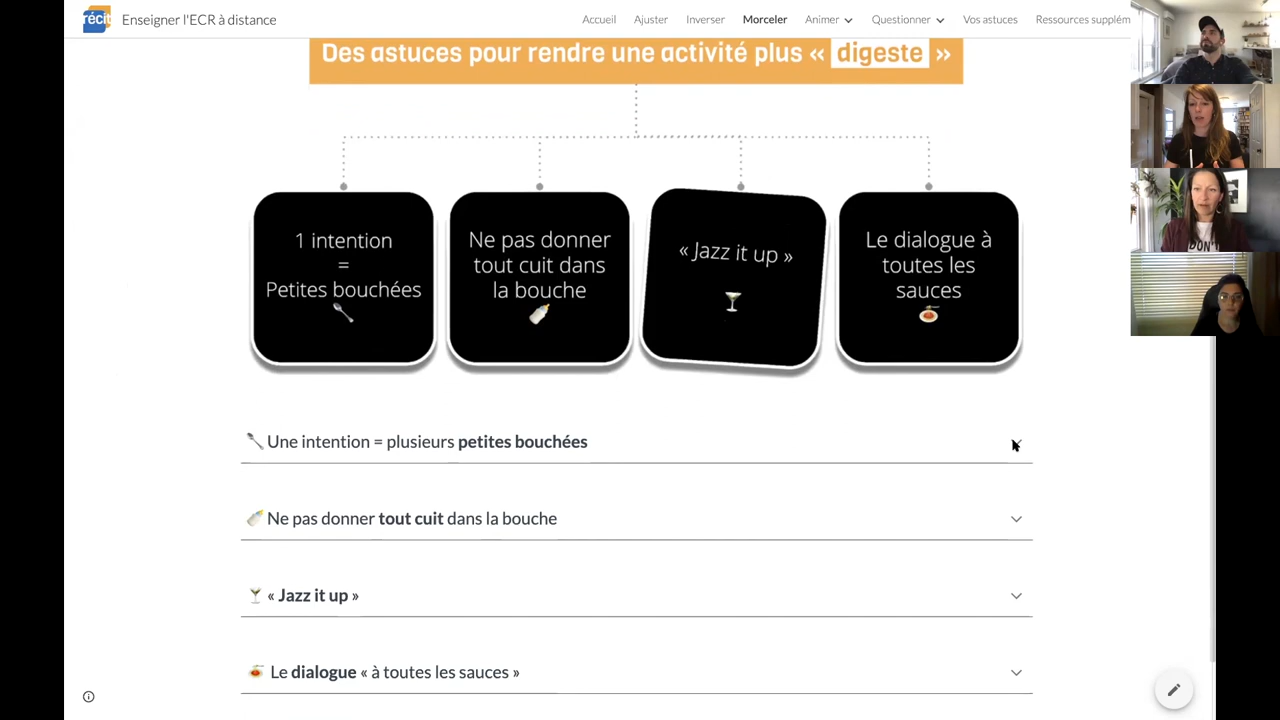 récit Enseigner l'ECR à distance Accueil Ajuster Inverser Morceler Animer Questionner Vos astuces Ressources supplém
Des astuces pour rendre une activité plus « digeste »
1 intention
=
Petites bouchées
Ne pas donner
tout cuit dans
la bouche
« Jazz it up »
Le dialogue à
toutes les
sauces
Une intention = plusieurs petites bouchées
Ne pas donner tout cuit dans la bouche
« Jazz it up »
Le dialogue « à toutes les sauces »